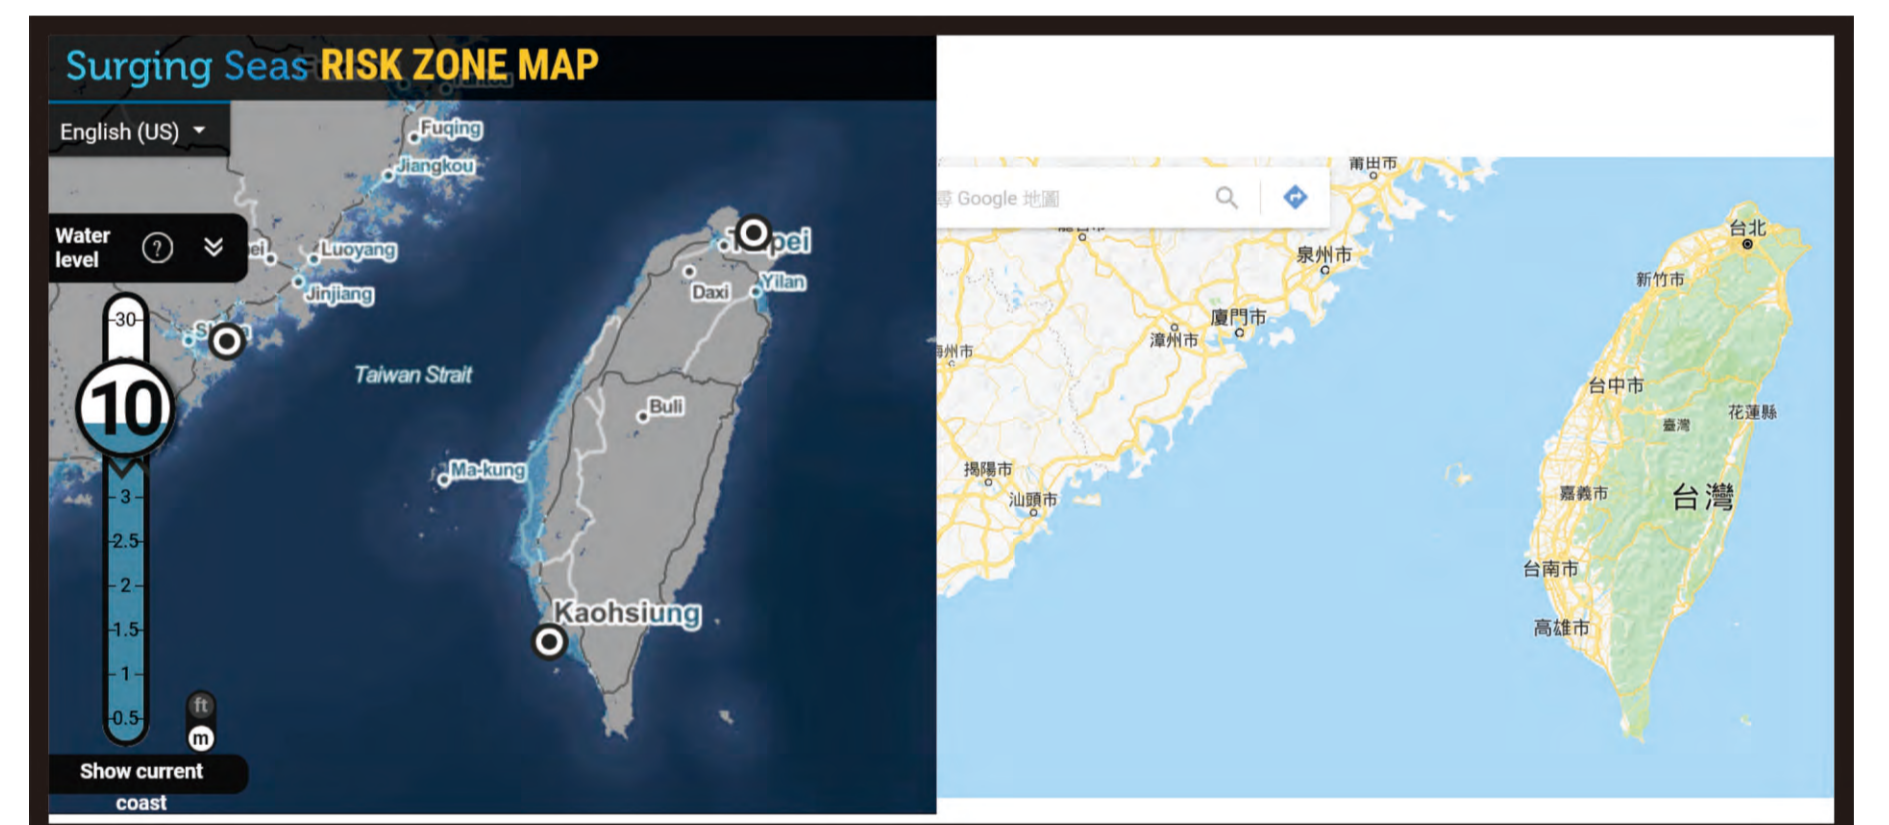 Surging Seas RISK ZONE MAP
English (US)
Fuqing
Jiangkou
Water
level
?
Luoyang
Jinjiang
Taipei
Daxi
Yilan
30
10
Taiwan Strait
Buli
Ma-kung
3
2.5
2
1.5
1
0.5
Kaohsiung
ft
m
Show current
coast
莆田市
尋 Google 地圖
泉州市
廈門市
漳州市
揭陽市
汕頭市
台北
新竹市
台中市
花蓮縣
臺灣
嘉義市
台灣
台南市
高雄市